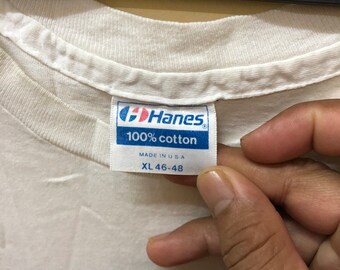 Hanes®
100% cotton
MADE IN U.S.A
XL 46-48